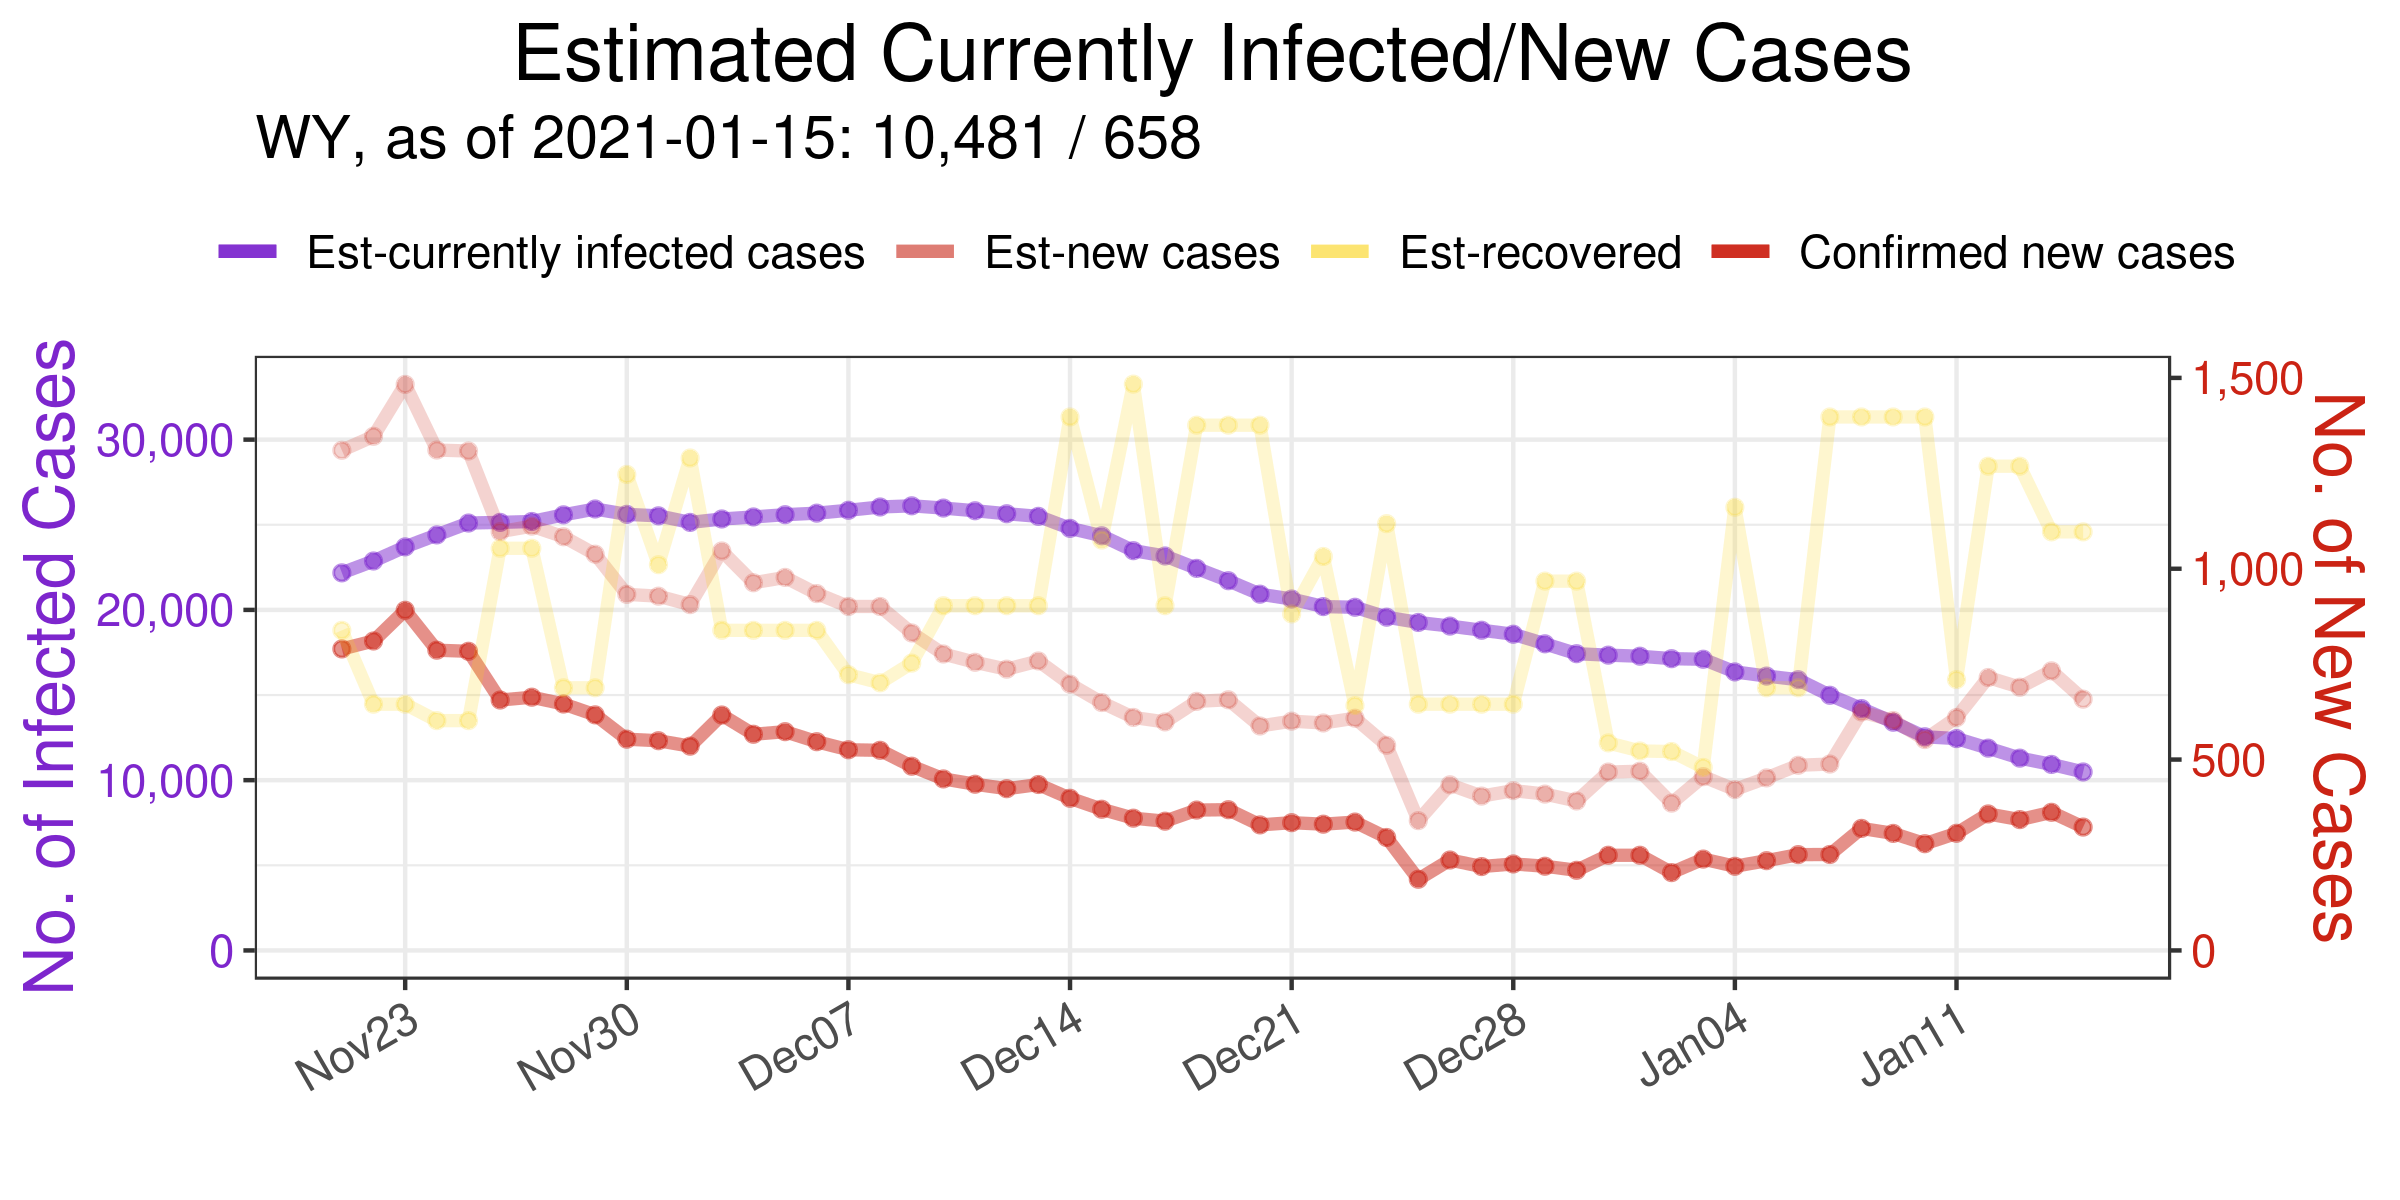 Estimated Currently Infected/New Cases
WY, as of 2021-01-15: 10,481 / 658
Est-currently infected cases Est-new cases Est-recovered Confirmed new cases
No. of Infected Cases
30,000
20,000
10,000
0
1,500
1,000
500
0
No. of New Cases
Nov23 Nov30 Dec07 Dec14 Dec21 Dec28 Jan04 Jan11